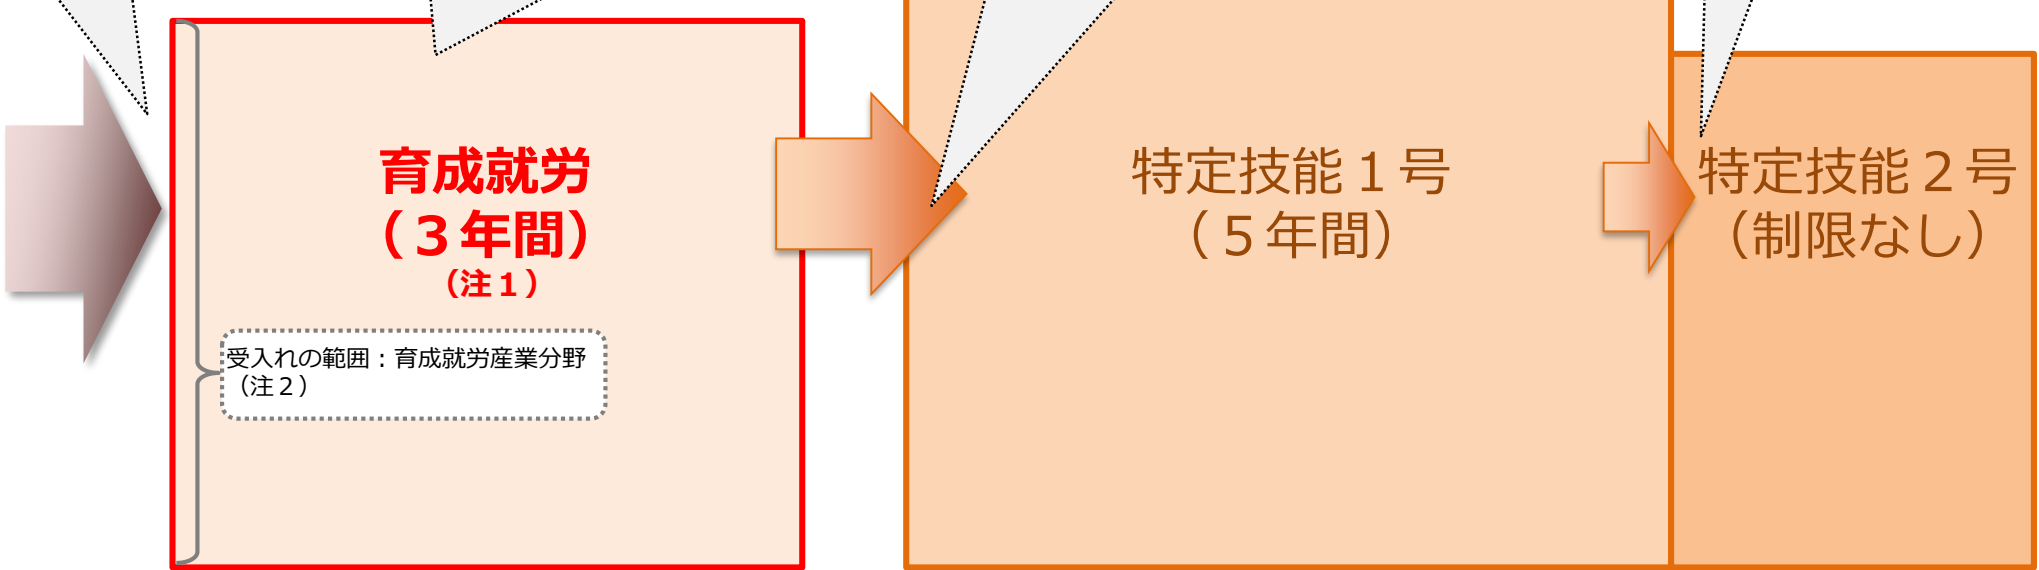 育成就労
（３年間）
（注１）
受入れの範囲：育成就労産業分野
（注２）
特定技能１号
（５年間）
特定技能２号
（制限なし）